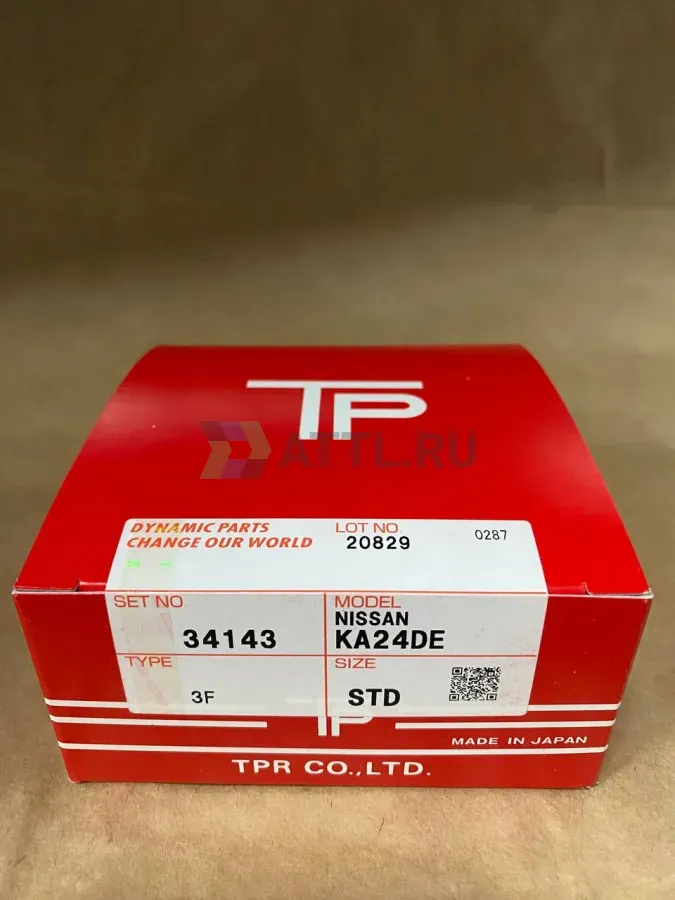 TP
ATTL.RU
DYNAMIC PARTS
CHANGE OUR WORLD
LOT NO.
20829
0287
SET NO.
34143
MODEL
NISSAN
KA24DE
TYPE
3F
SIZE
STD
TP
MADE IN JAPAN
TPR CO.,LTD.